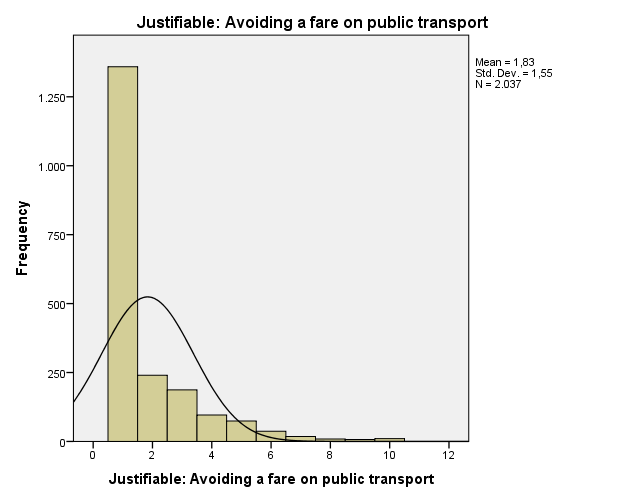 Justifiable: Avoiding a fare on public transport
Mean = 1,83
Std. Dev. = 1,55
N = 2.037
Frequency
1.250
1.000
750
500
250
0
0 2 4 6 8 10 12
Justifiable: Avoiding a fare on public transport